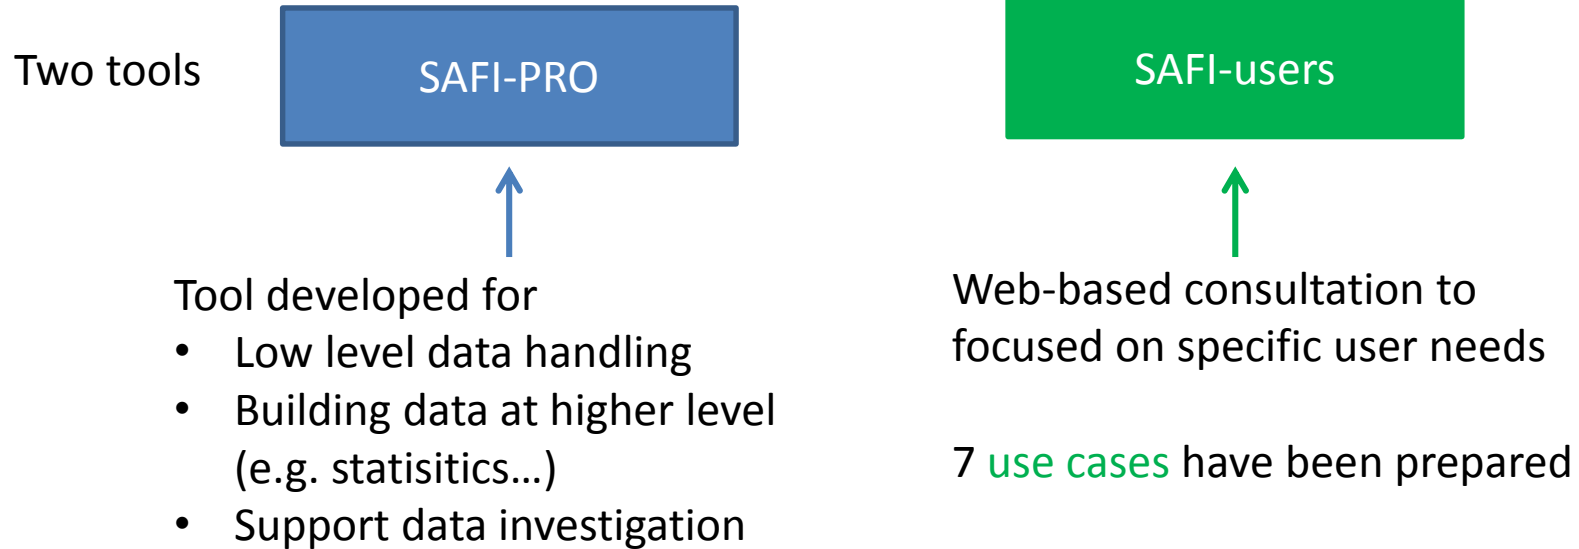 Two tools
SAFI-PRO
SAFI-users
Tool developed for
• Low level data handling
• Building data at higher level
(e.g. statisitics...)
• Support data investigation
Web-based consultation to
focused on specific user needs
7 use cases have been prepared